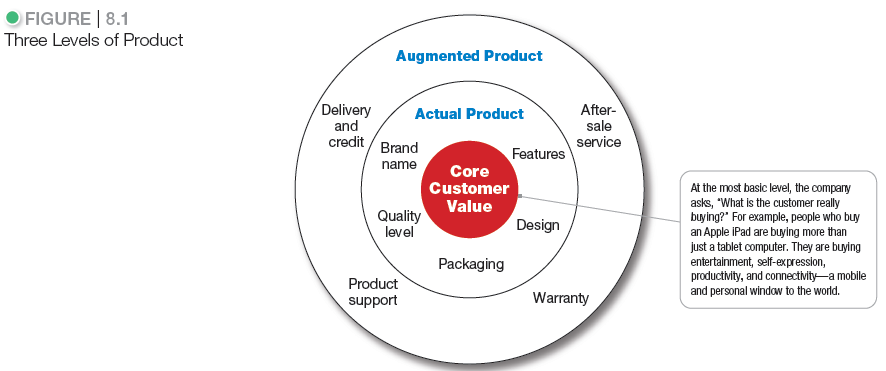 FIGURE | 8.1
Three Levels of Product
Augmented Product
Delivery
and
credit
After-
sale
service
Actual Product
Brand
name
Features
Core
Customer
Value
Quality
level
Design
Packaging
Product
support
Warranty
At the most basic level, the company
asks, “What is the customer really
buying?” For example, people who buy
an Apple iPad are buying more than
just a tablet computer. They are buying
entertainment, self-expression,
productivity, and connectivity—a mobile
and personal window to the world.